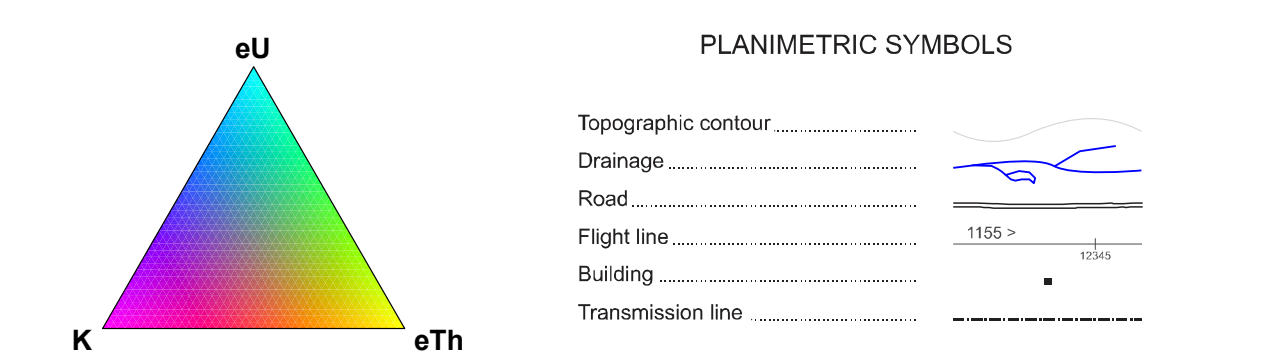 eU
K
eTh
PLANIMETRIC SYMBOLS
Topographic contour
Drainage
Road
Flight line
1155 >
12345
Building
Transmission line